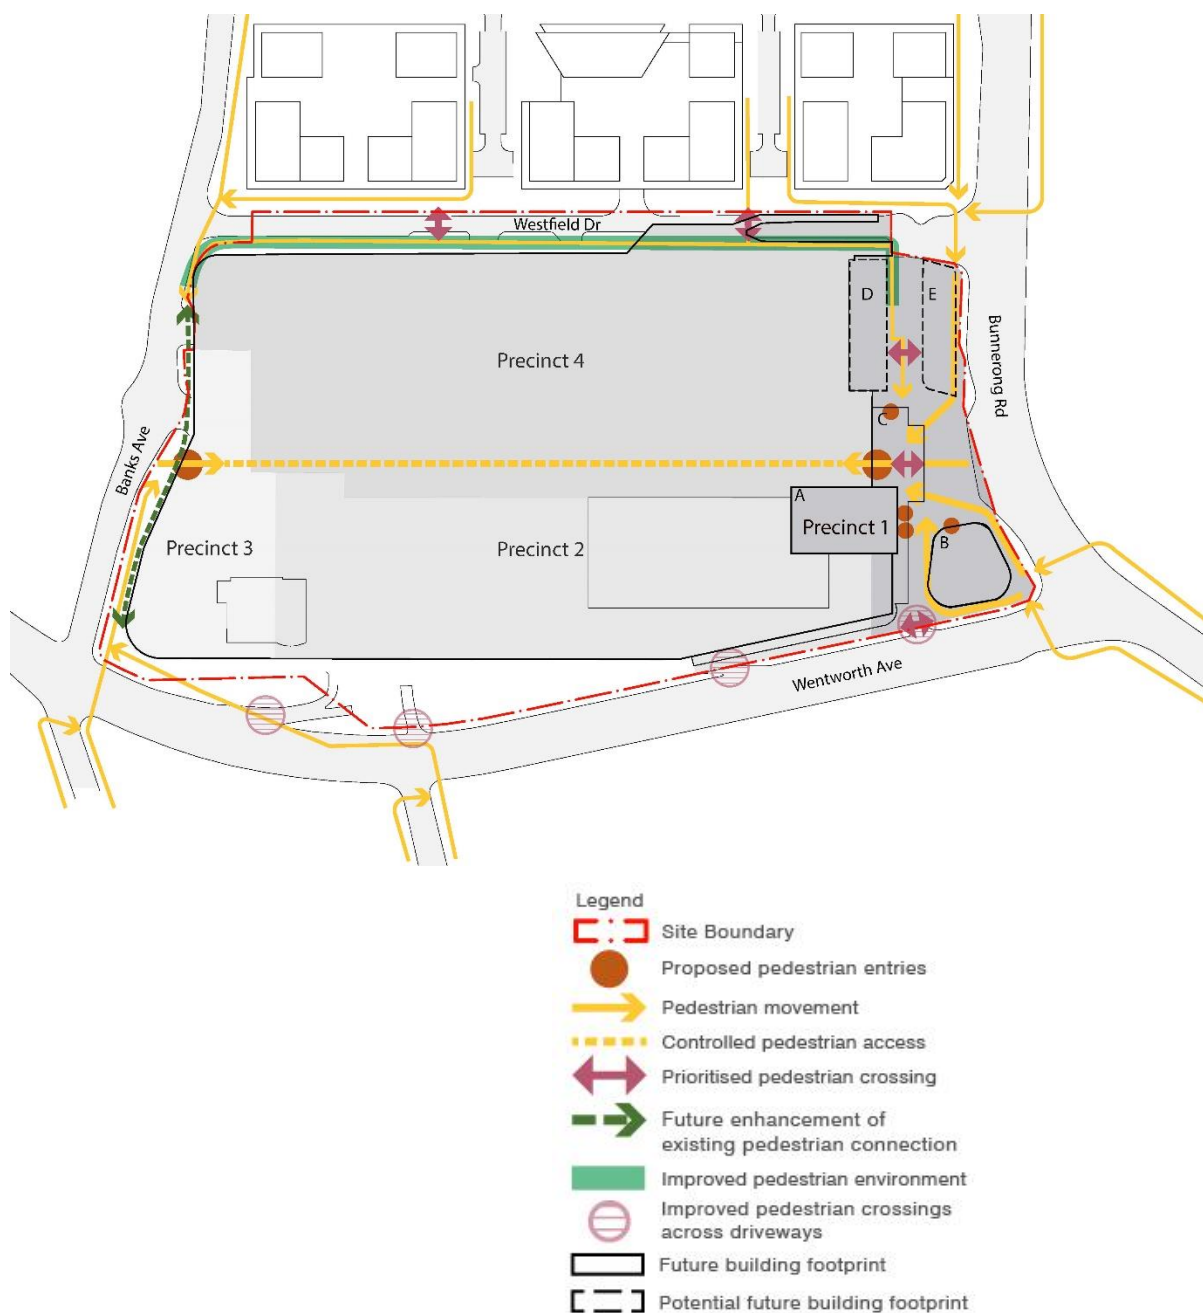 Westfield Dr
D
E
Bunnerong Rd
Precinct 4
C
Banks Ave
A
Precinct 1
B
Precinct 3
Precinct 2
Wentworth Ave
Legend
Site Boundary
Proposed pedestrian entries
Pedestrian movement
Controlled pedestrian access
Prioritised pedestrian crossing
Future enhancement of
existing pedestrian connection
Improved pedestrian environment
Improved pedestrian crossings
across driveways
Future building footprint
Potential future building footprint